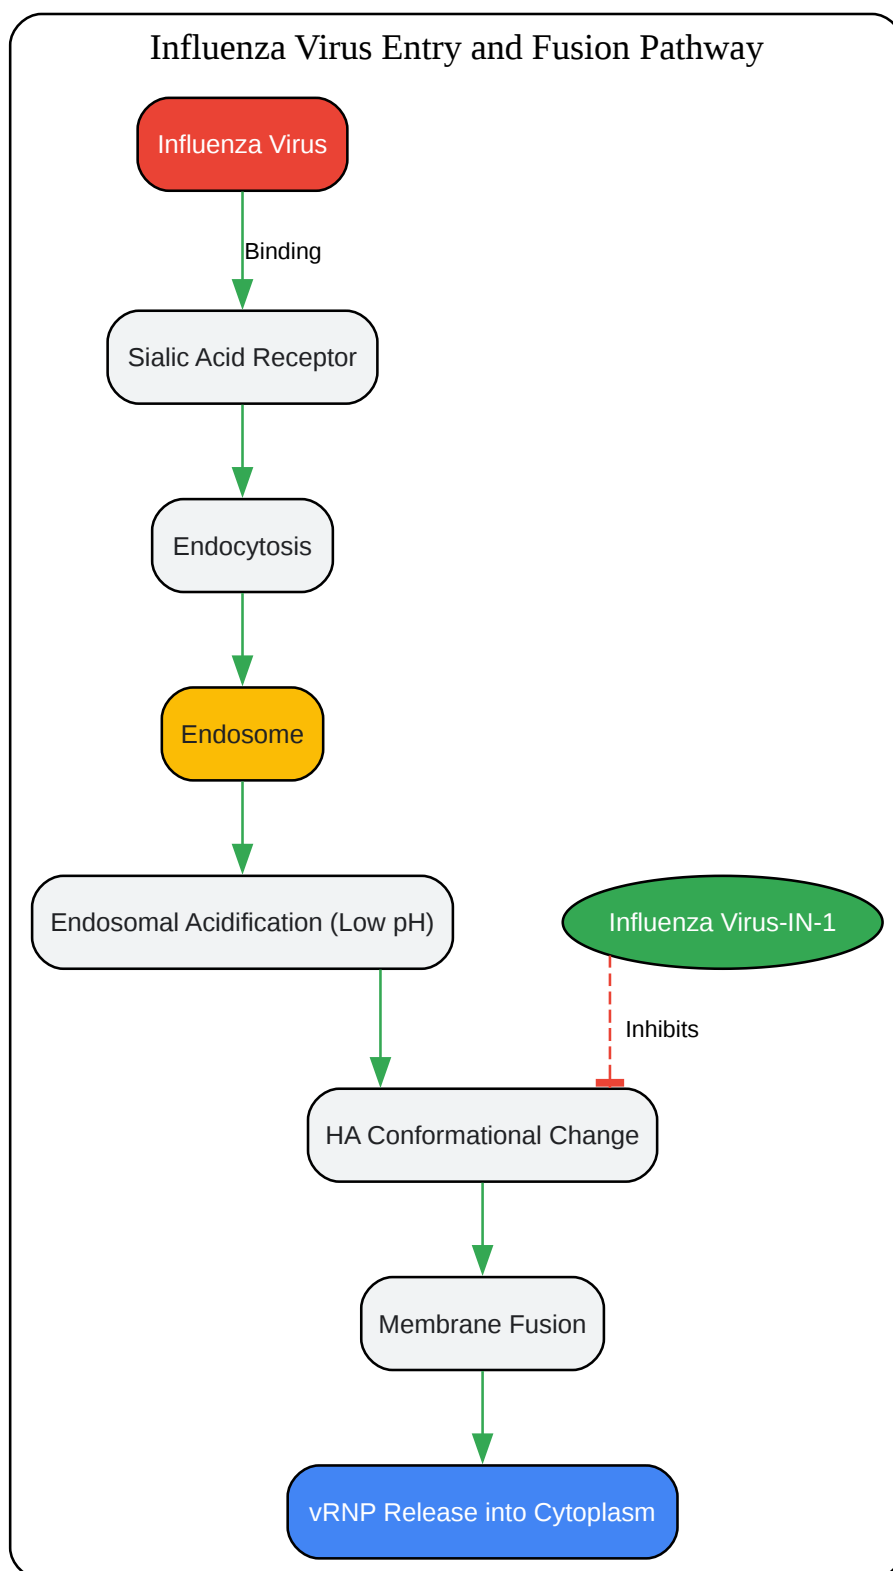 Influenza Virus Entry and Fusion Pathway
Influenza Virus
Binding
Sialic Acid Receptor
Endocytosis
Endosome
Endosomal Acidification (Low pH)
Influenza Virus-IN-1
Inhibits
HA Conformational Change
Membrane Fusion
vRNP Release into Cytoplasm